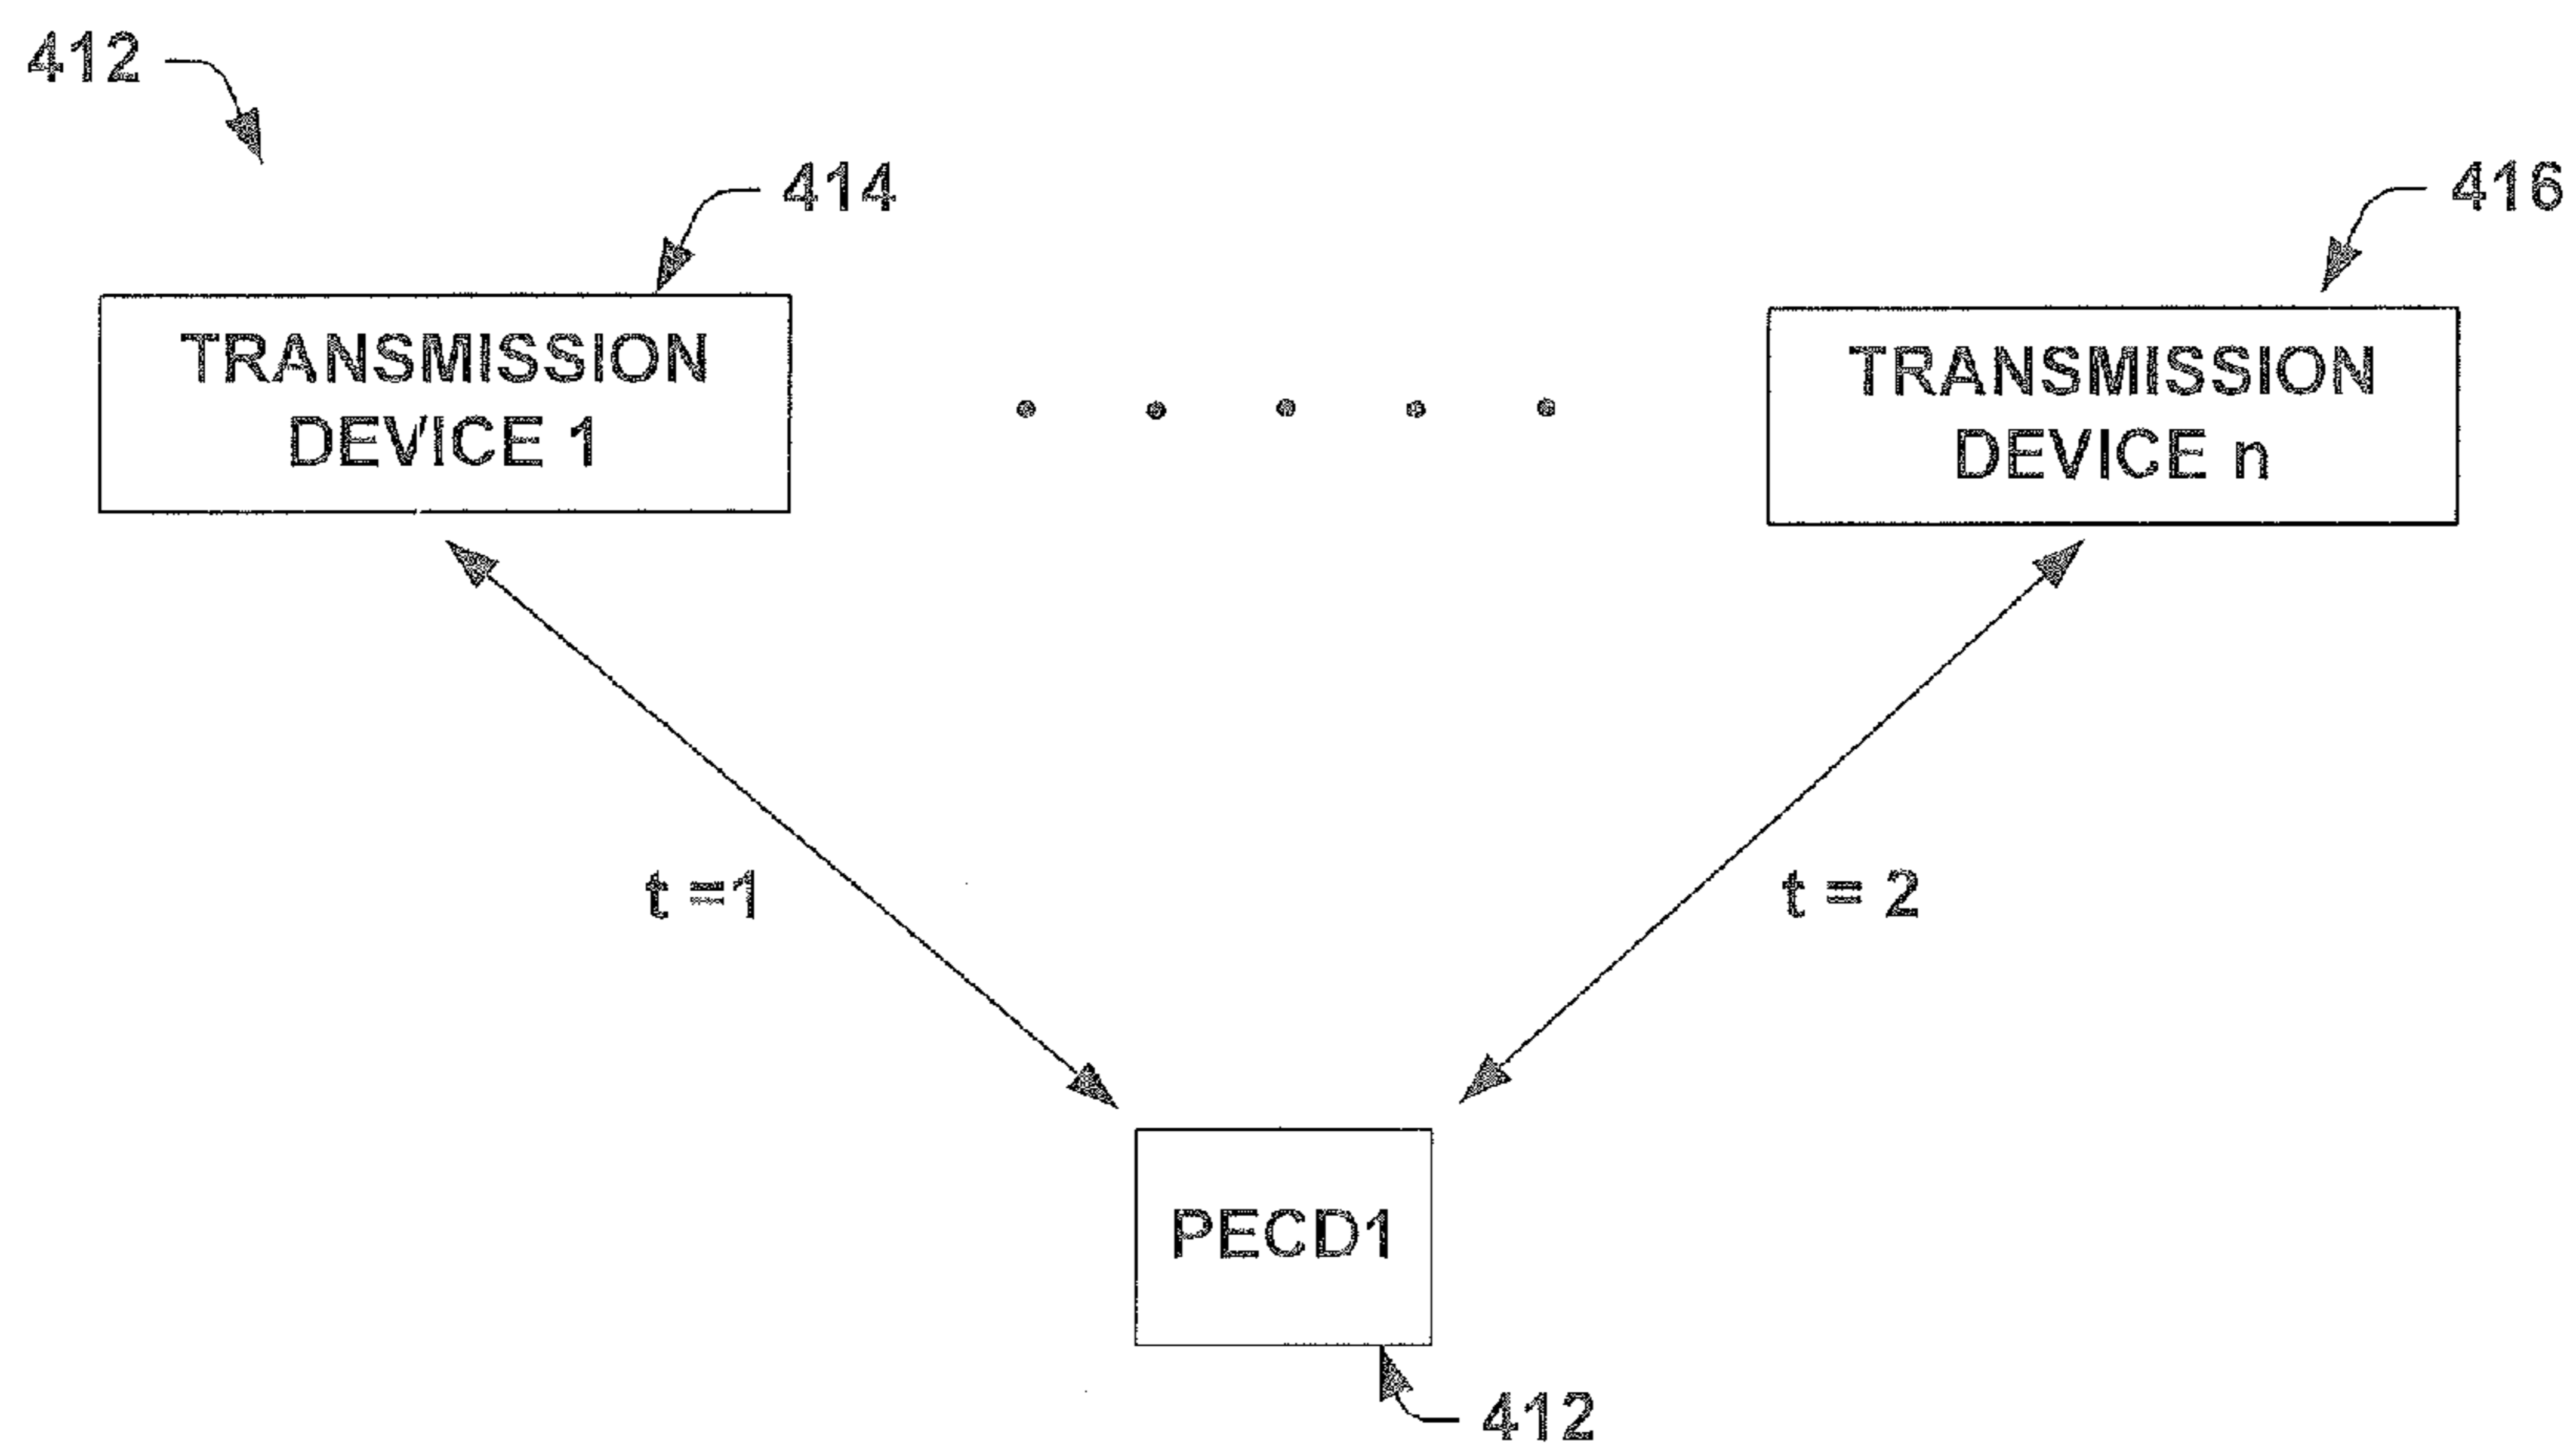 412
414
416
TRANSMISSION
DEVICE 1
TRANSMISSION
DEVICE n
t =1
t = 2
PECD1
412